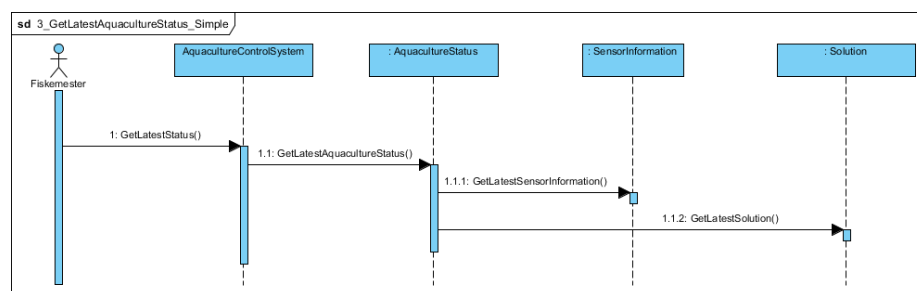 sd 3_GetLatestAquacultureStatus_Simple
AquacultureControlSystem
: AquacultureStatus
: SensorInformation
: Solution
Fiskemester
1: GetLatestStatus()
1.1: GetLatestAquacultureStatus()
1.1.1: GetLatestSensorInformation()
1.1.2: GetLatestSolution()